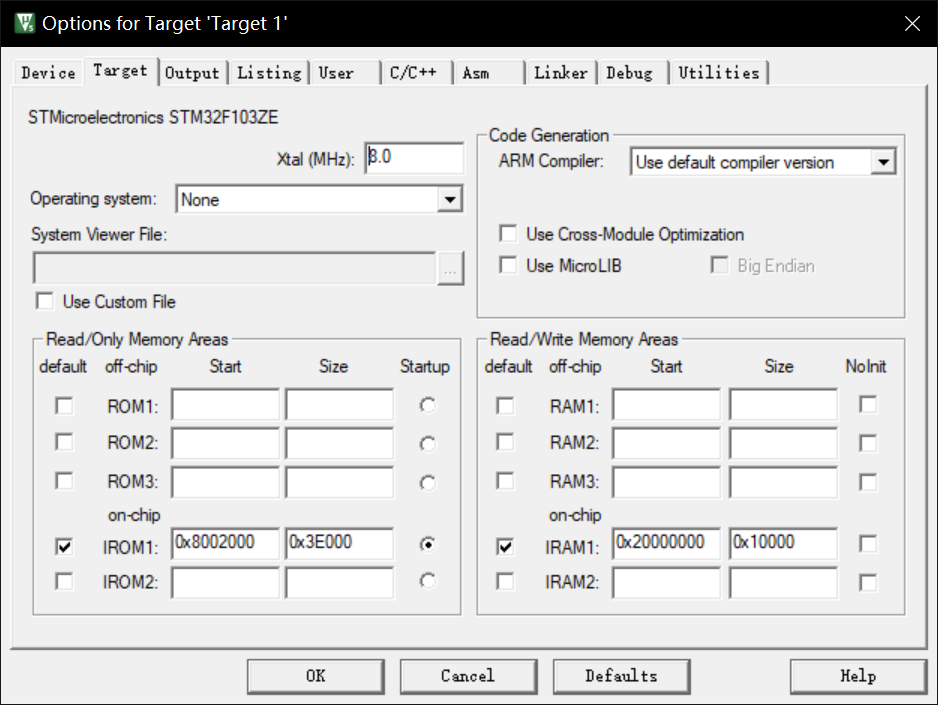 Options for Target 'Target 1'
Device Target Output Listing User C/C++ Asm Linker Debug Utilities
STMicroelectronics STM32F103ZE
Xtal (MHz): 8.0
Operating system: None
System Viewer File:
...
Use Custom File
Code Generation
ARM Compiler: Use default compiler version
Use Cross-Module Optimization
Use MicroLIB Big Endian
Read/Only Memory Areas
default off-chip Start Size Startup
ROM1:
ROM2:
ROM3:
on-chip
IROM1: 0x8002000 0x3E000
IROM2:
Read/Write Memory Areas
default off-chip Start Size NoInit
RAM1:
RAM2:
RAM3:
on-chip
IRAM1: 0x20000000 0x10000
IRAM2:
OK Cancel Defaults Help